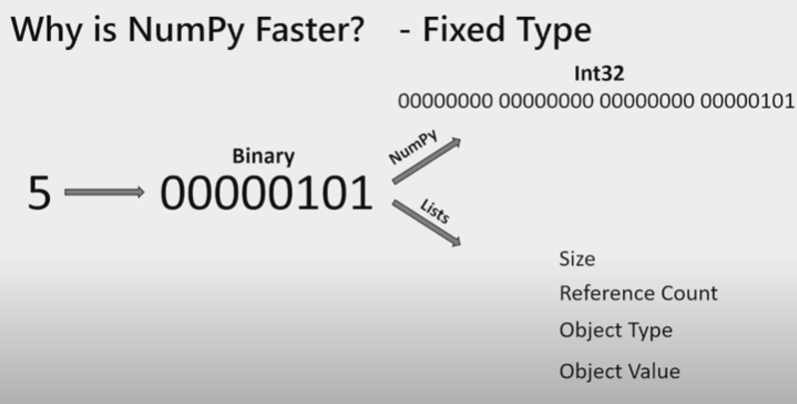 Why is NumPy Faster? - Fixed Type
Int32
00000000 00000000 00000000 00000101
NumPy
Binary
5 00000101
Lists
Size
Reference Count
Object Type
Object Value